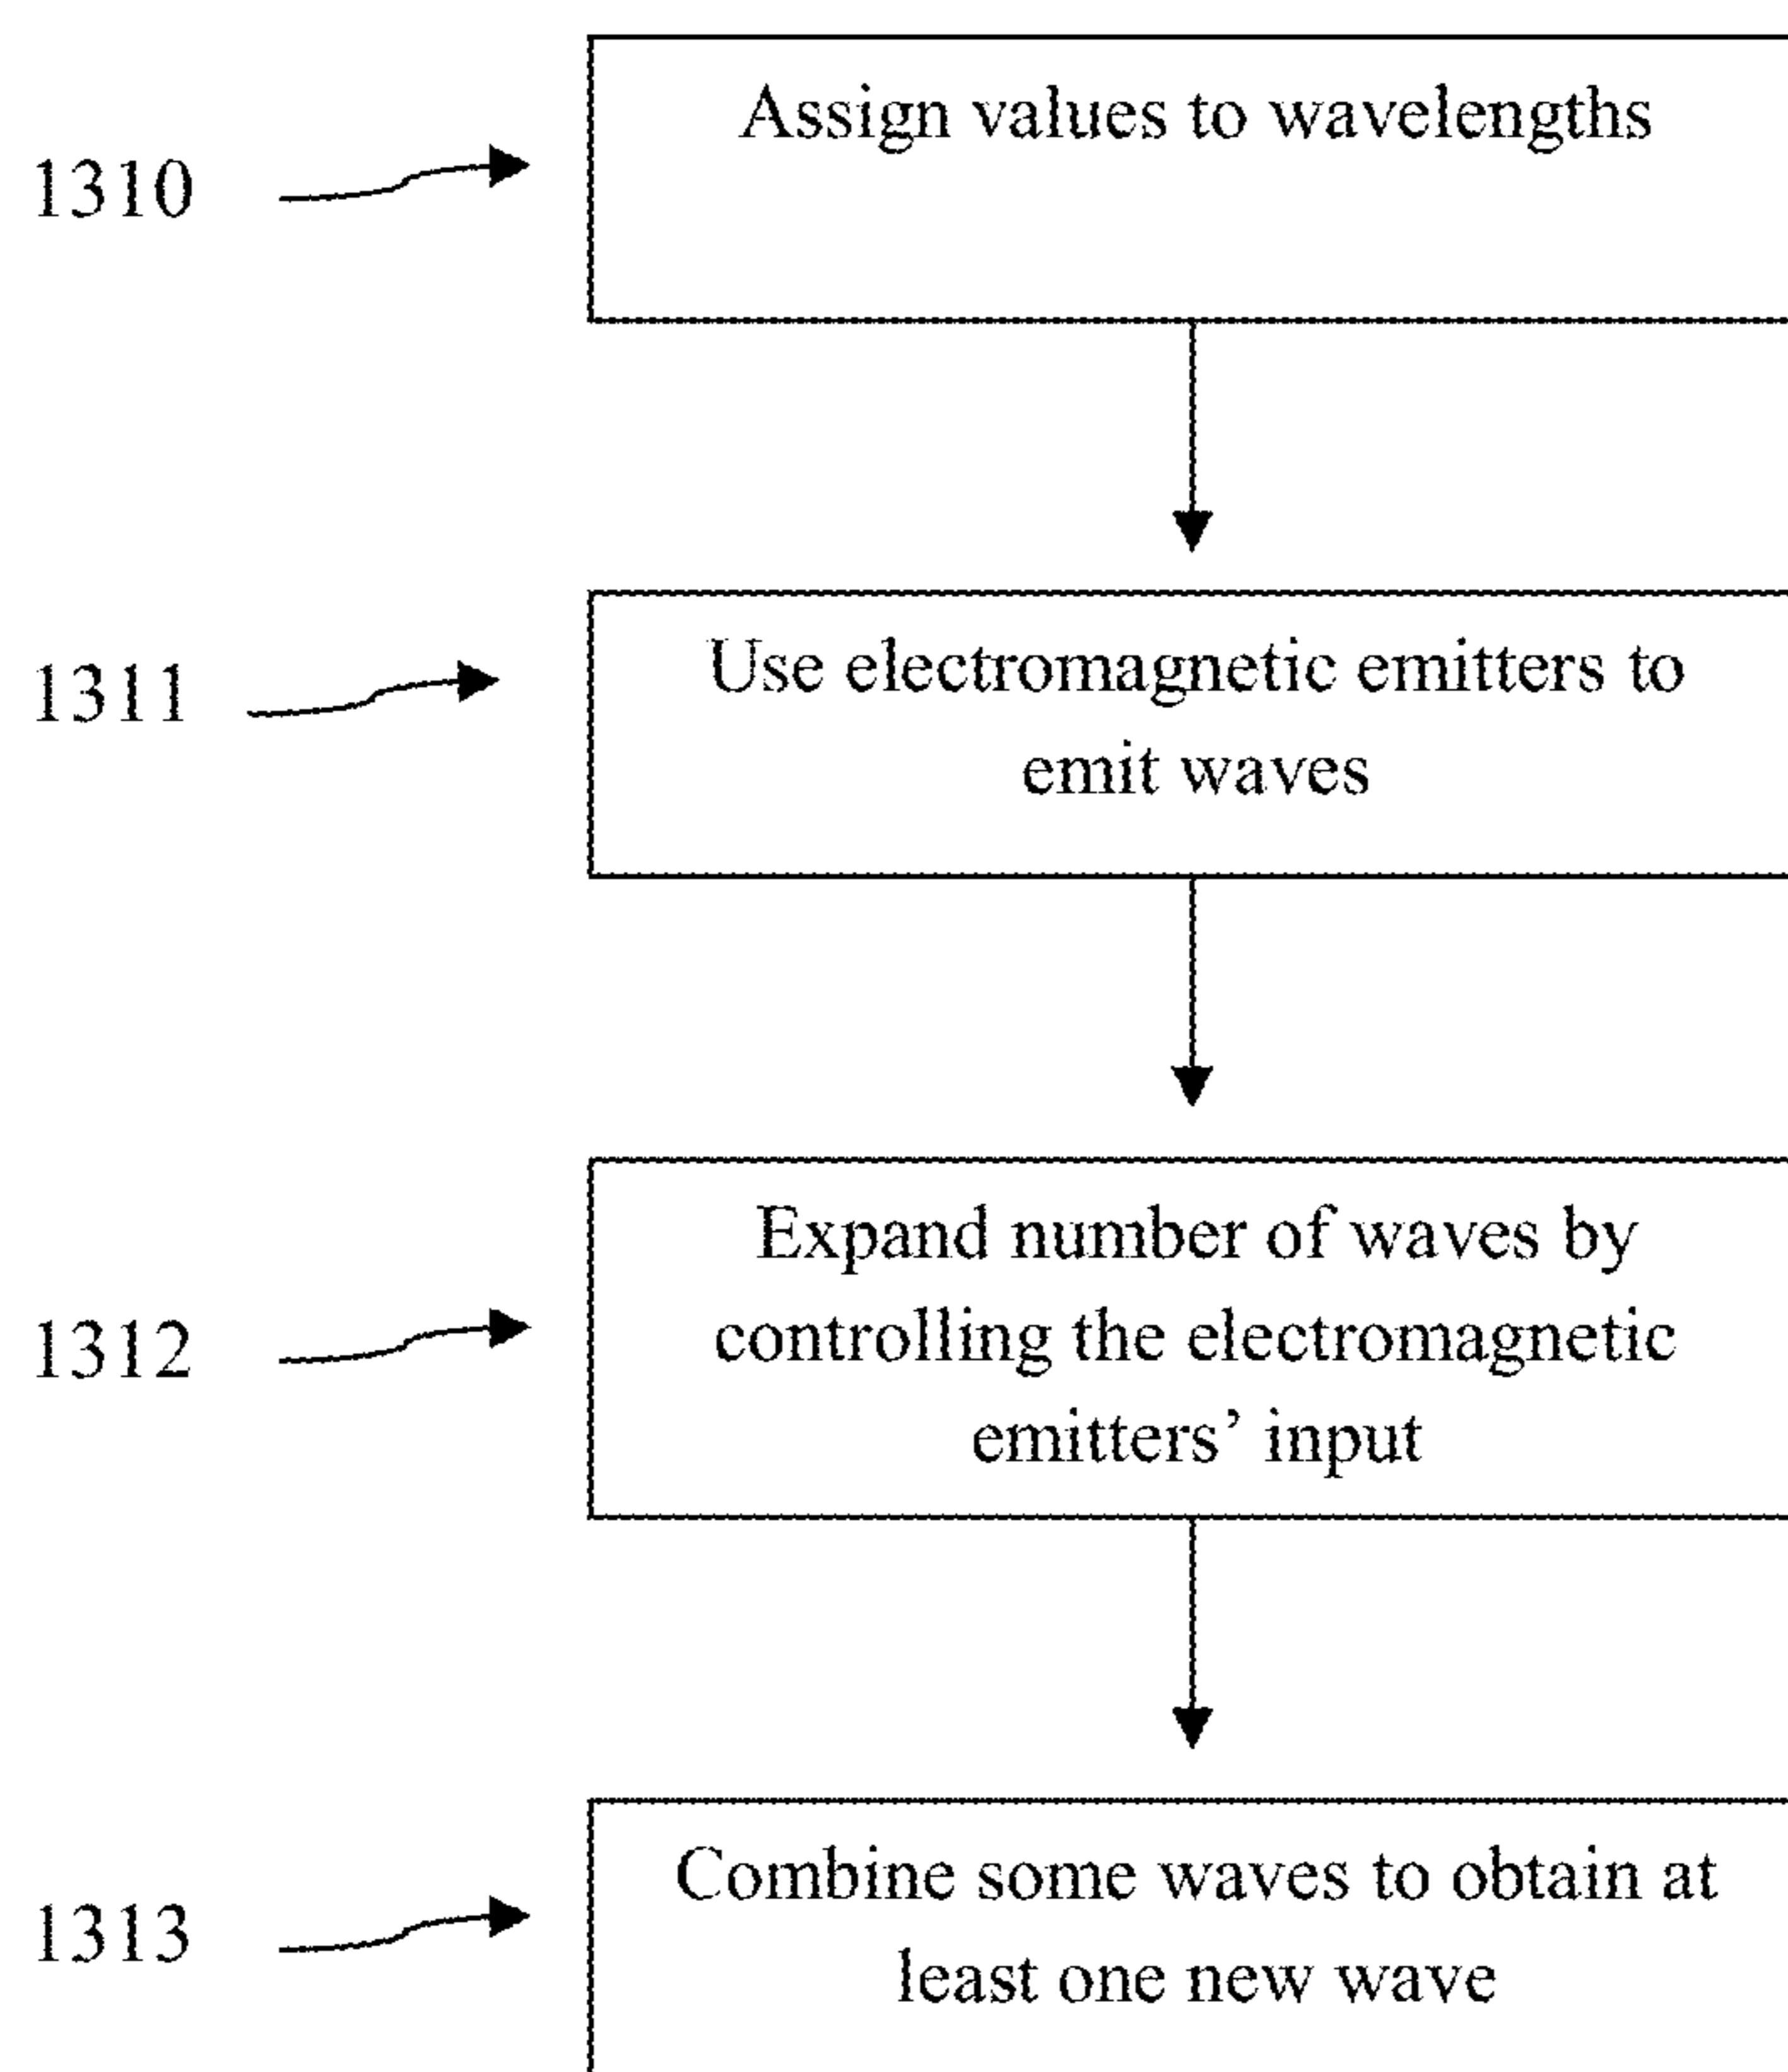 Assign values to wavelengths
1310
Use electromagnetic emitters to
1311
emit waves
Expand number of waves by
1312
controlling the electromagnetic
emitters’ input
Combine some waves to obtain at
1313
least one new wave